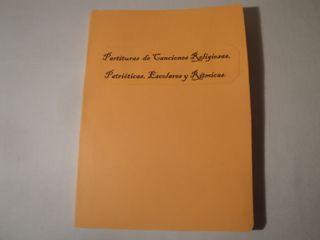 Partituras de Canciones Religiosas,
Patrióticas, Escolares y Rítmicas.